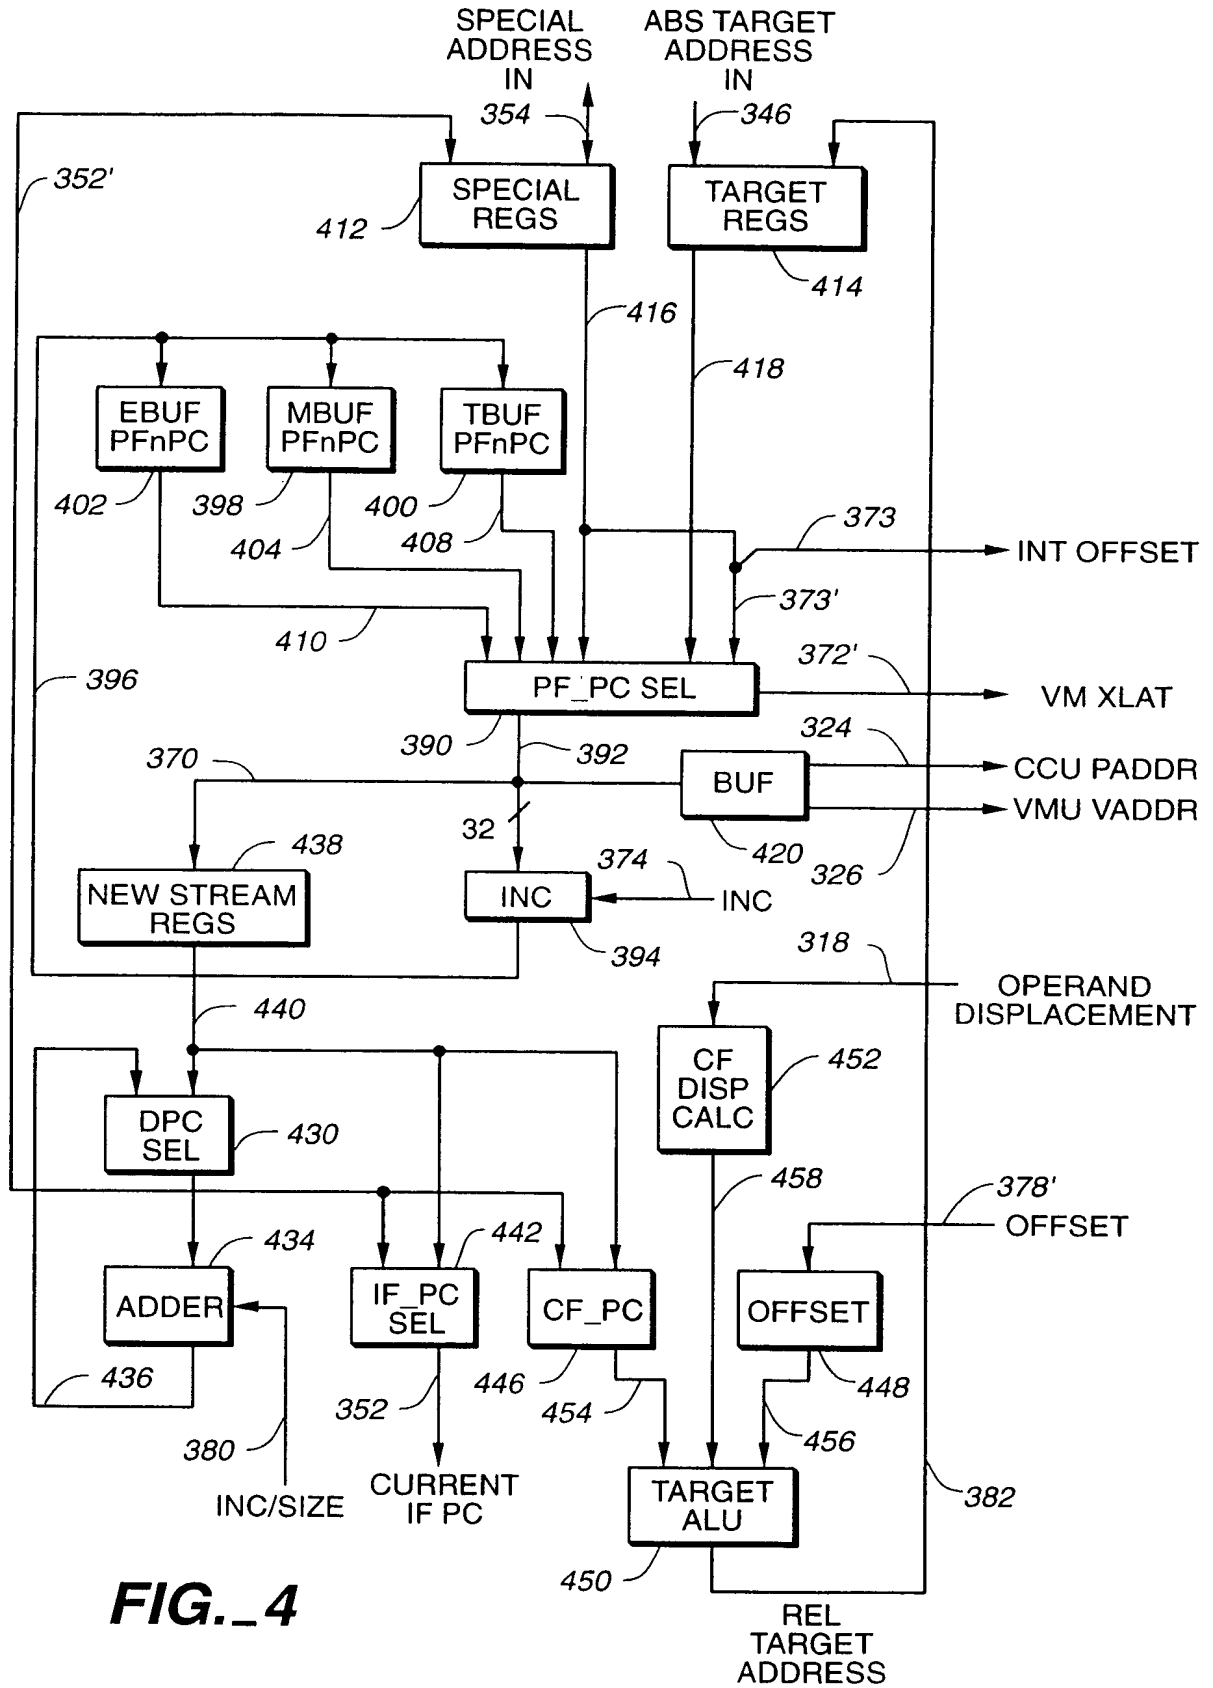 SPECIAL
ADDRESS
IN
ABS TARGET
ADDRESS
IN
354
346
352'
SPECIAL
REGS
412
TARGET
REGS
414
416
418
EBUF
PFnPC
MBUF
PFnPC
TBUF
PFnPC
402
398
400
404
408
373
INT OFFSET
373'
410
396
PF_PC SEL
372'
VM XLAT
390
392
370
324
BUF
CCU PADDR
VMU VADDR
32
420
326
438
374
NEW STREAM
REGS
INC
INC
394
318
440
OPERAND
DISPLACEMENT
CF
DISP
CALC
452
DPC
SEL
430
458
378'
OFFSET
434
442
ADDER
IF_PC
SEL
CF_PC
OFFSET
436
352
446
454
448
456
380
INC/SIZE
CURRENT
IF PC
TARGET
ALU
382
450
FIG._4
REL
TARGET
ADDRESS